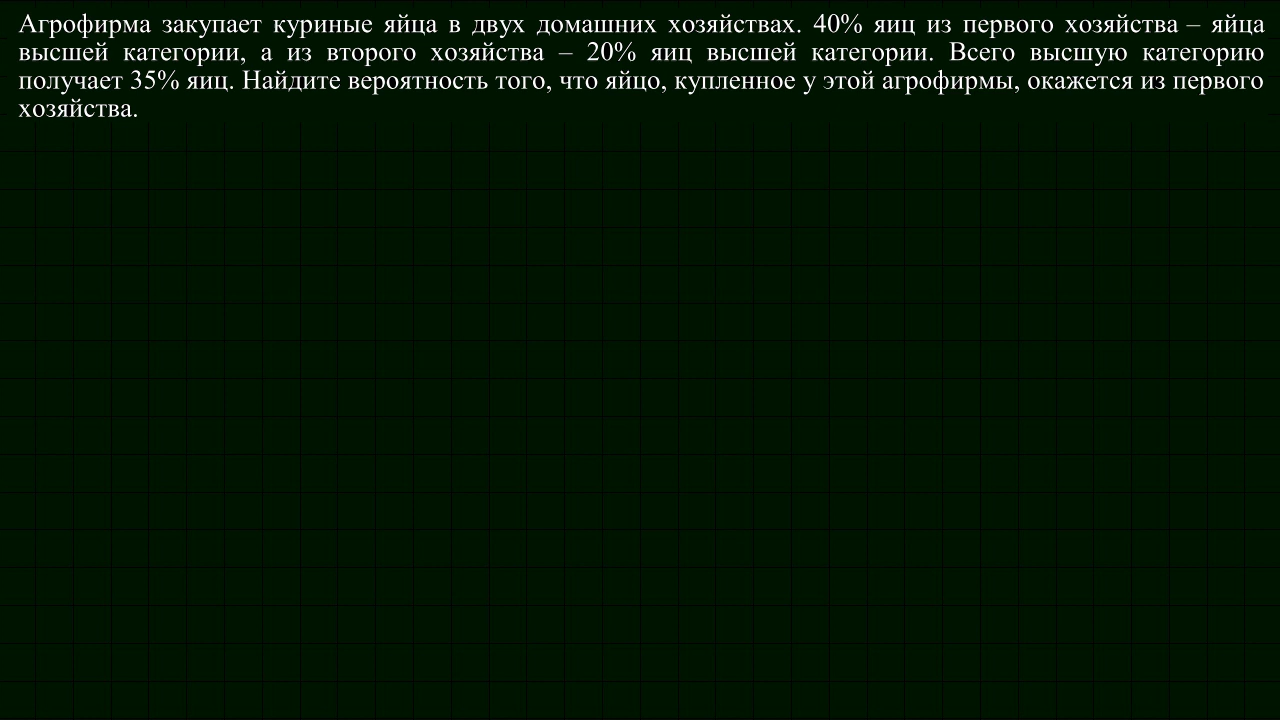 Агрофирма закупает куриные яйца в двух домашних хозяйствах. 40% яиц из первого хозяйства – яйца
высшей категории, а из второго хозяйства – 20% яиц высшей категории. Всего высшую категорию
получает 35% яиц. Найдите вероятность того, что яйцо, купленное у этой агрофирмы, окажется из первого
хозяйства.